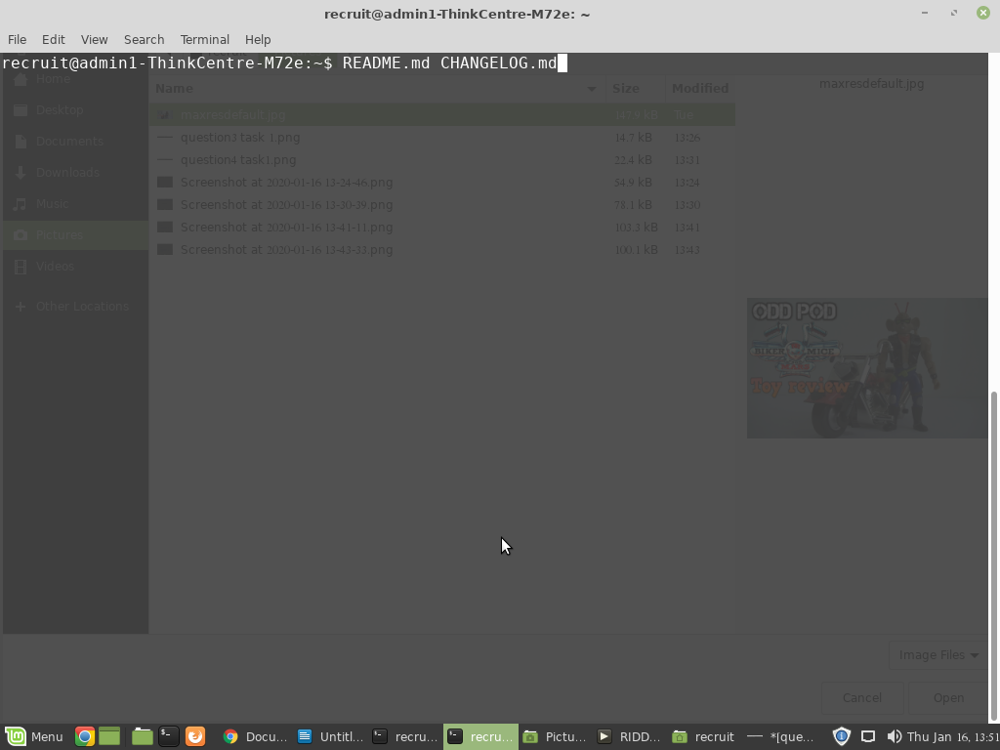 recruit@admin1-ThinkCentre-M72e: ~
File Edit View Search Terminal Help
recruit@admin1-ThinkCentre-M72e:~$ README.md CHANGELOG.md
Home
Desktop
Documents
Downloads
Music
Pictures
Videos
Other Locations
Name Size Modified
maxresdefault.jpg 147.9 kB Tue
question3 task 1.png 14.7 kB 13:26
question4 task1.png 22.4 kB 13:31
Screenshot at 2020-01-16 13-24-46.png 54.9 kB 13:24
Screenshot at 2020-01-16 13-30-39.png 78.1 kB 13:30
Screenshot at 2020-01-16 13-41-11.png 103.3 kB 13:41
Screenshot at 2020-01-16 13-43-33.png 100.1 kB 13:43
maxresdefault.jpg
ODD POD
Toy review
Image Files
Cancel Open
Menu Docu... Untitl... recru... recru... Pictu... RIDD... recruit *[que... Thu Jan 16, 13:51